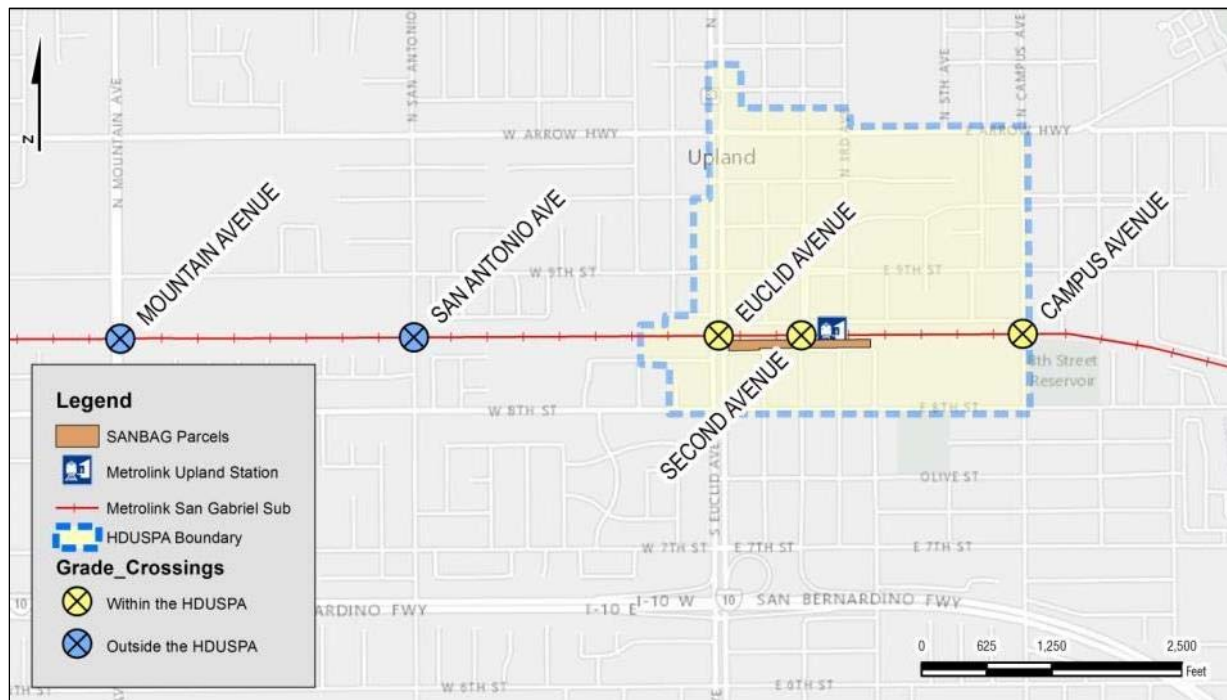 N
N MOUNTAIN AVE
N SAN ANTONIO
N
N 5TH AVE
N CAMPUS AVE
W ARROW HWY
E ARROW HWY
Upland
N 3RD AVE
MOUNTAIN AVENUE
SAN ANTONIO AVE
EUCLID AVENUE
CAMPUS AVENUE
W 9TH ST
E 9TH ST
SECOND AVENUE
8th Street
Reservoir
W 8TH ST
E 8TH ST
S EUCLID AVE
OLIVE ST
W 7TH ST
E 7TH ST
E 7TH ST
Legend
SANBAG Parcels
Metrolink Upland Station
Metrolink San Gabriel Sub
HDUSPA Boundary
Grade_Crossings
Within the HDUSPA
Outside the HDUSPA
10
ARDINO FWY
I-10 E
I-10 W
10
SAN BERNARDINO FWY
0 625 1,250 2,500
Feet
TH ST
W 6TH ST
E 6TH ST
AVE